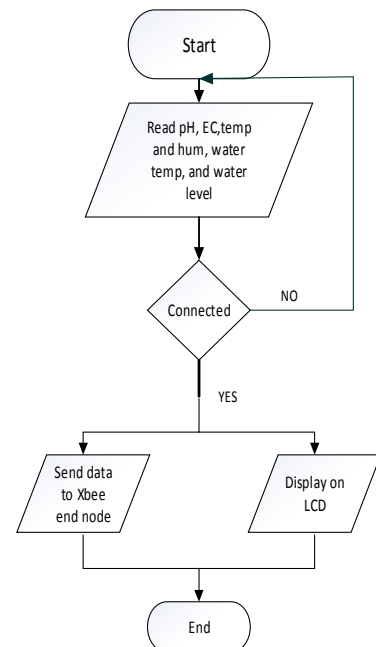 Start
Read pH, EC,temp
and hum, water
temp, and water
level
Connected
NO
YES
Send data
to Xbee
end node
Display on
LCD
End